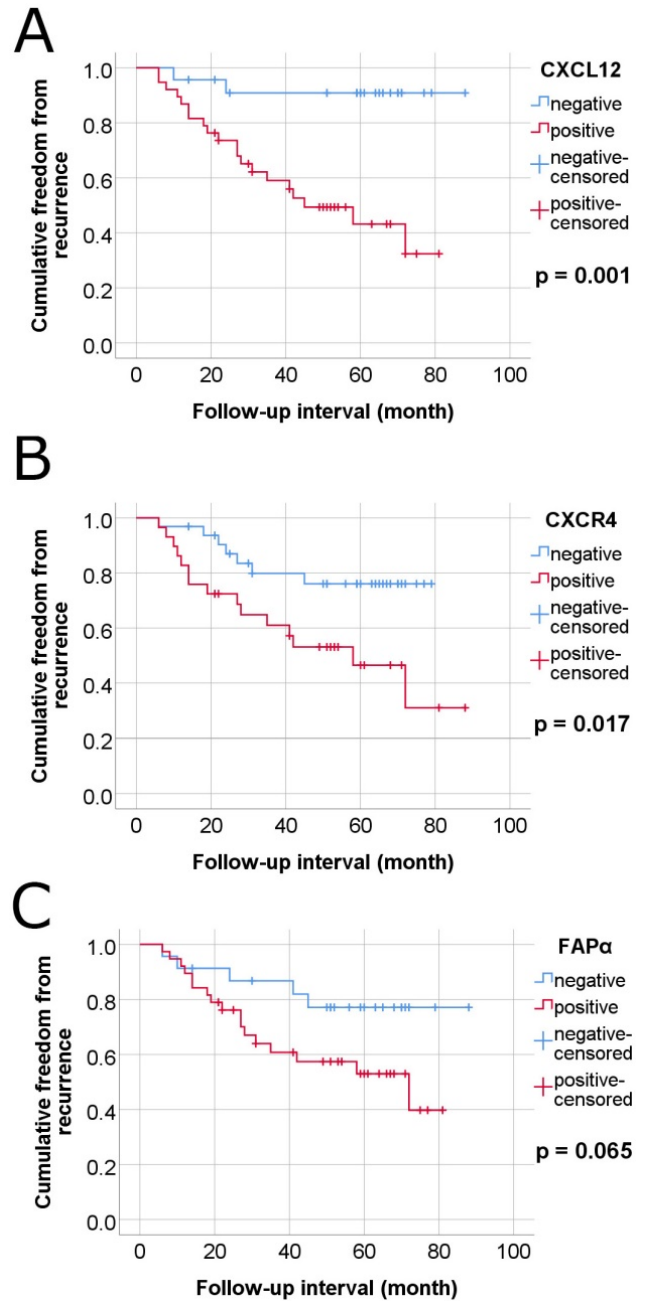 A
CXCL12
negative
positive
negative-
censored
positive-
censored
p = 0.001
Cumulative freedom from
recurrence
1.0
0.8
0.6
0.4
0.2
0.0
0 20 40 60 80 100
Follow-up interval (month)
B
CXCR4
negative
positive
negative-
censored
positive-
censored
p = 0.017
Cumulative freedom from
recurrence
1.0
0.8
0.6
0.4
0.2
0.0
0 20 40 60 80 100
Follow-up interval (month)
C
FAPα
negative
positive
negative-
censored
positive-
censored
p = 0.065
Cumulative freedom from
recurrence
1.0
0.8
0.6
0.4
0.2
0.0
0 20 40 60 80 100
Follow-up interval (month)